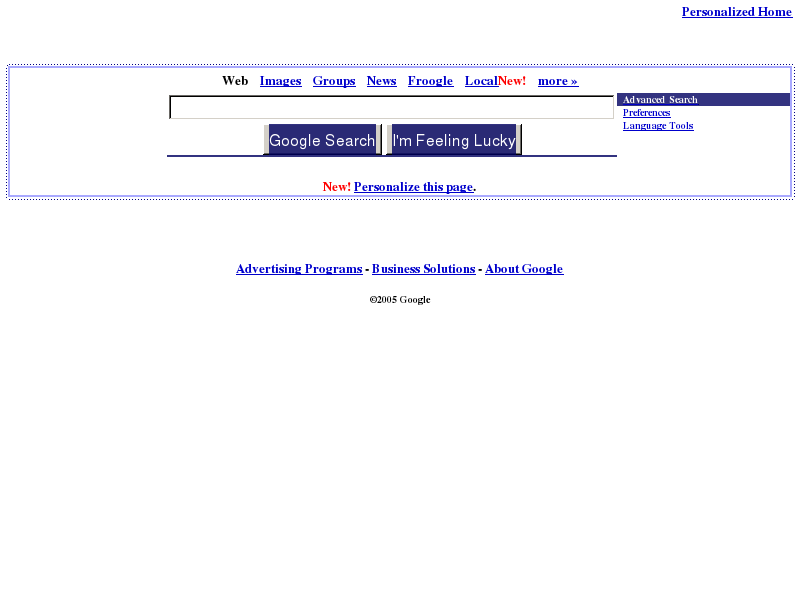 Personalized Home
Web Images Groups News Froogle LocalNew! more »
Advanced Search
Preferences
Language Tools
Google Search I'm Feeling Lucky
New! Personalize this page.
Advertising Programs - Business Solutions - About Google
©2005 Google